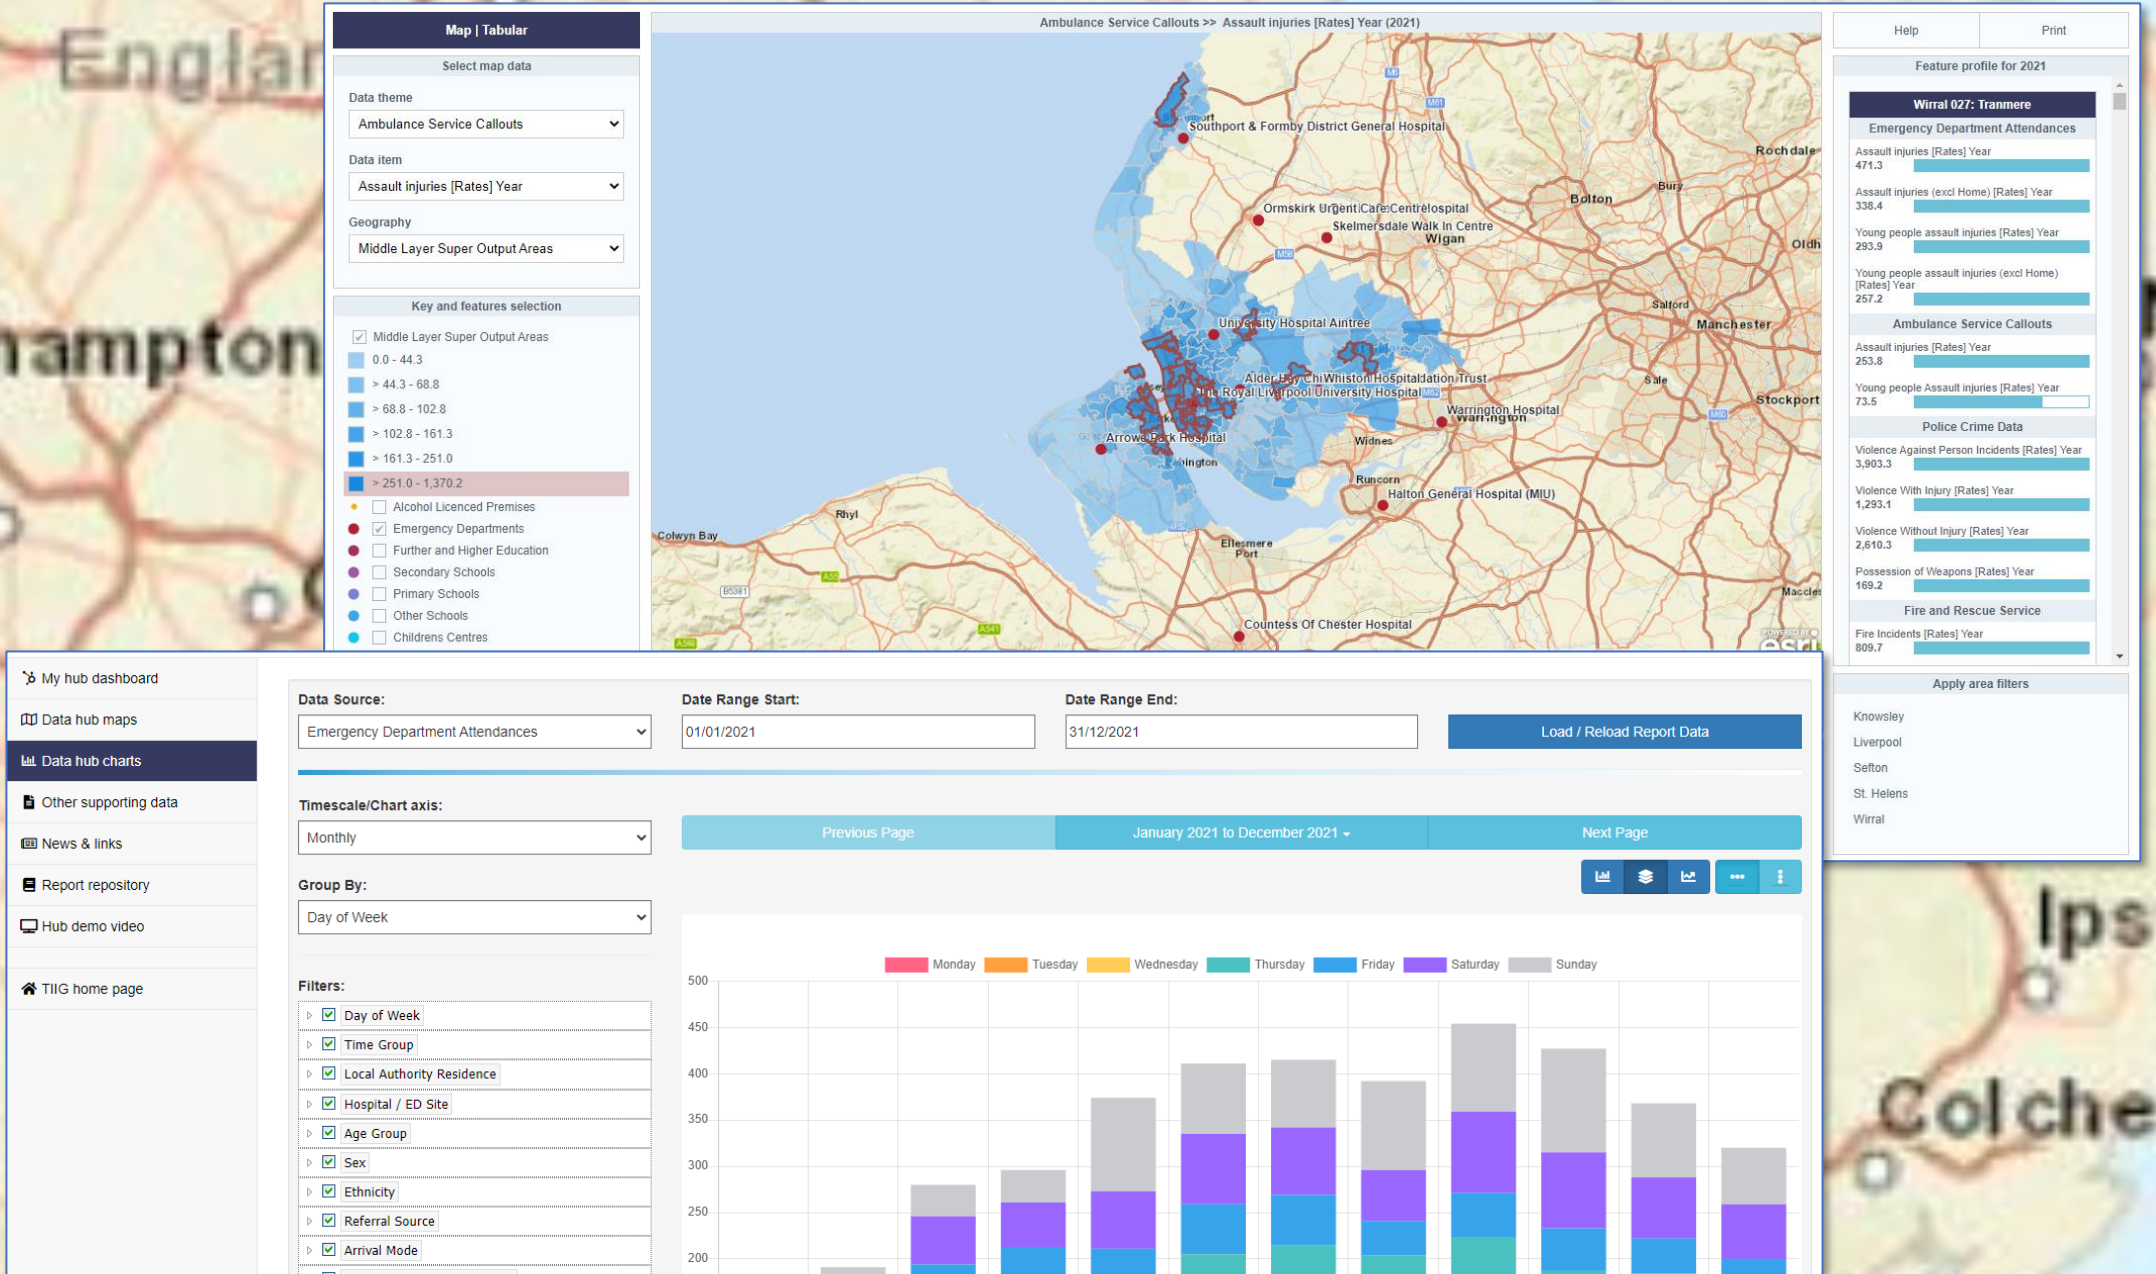 Englan
hampton
Ips
Colche
Map | Tabular
Select map data
Data theme
Ambulance Service Callouts
Data item
Assault injuries [Rates] Year
Geography
Middle Layer Super Output Areas
Key and features selection
Middle Layer Super Output Areas
0.0 - 44.3
> 44.3 - 68.8
> 68.8 - 102.8
> 102.8 - 161.3
> 161.3 - 251.0
> 251.0 - 1,370.2
Alcohol Licenced Premises
Emergency Departments
Further and Higher Education
Secondary Schools
Primary Schools
Other Schools
Childrens Centres
Ambulance Service Callouts >> Assault injuries [Rates] Year (2021)
M6
M61
Southport & Formby District General Hospital
Rochdale
Bury
Bolton
Ormskirk Urgent Care Centre
Skelmersdale Walk In Centre
Wigan
Oldh
M58
Salford
University Hospital Aintree
Manchester
Whiston Hospital
Sale
The Royal Liverpool University Hospital
M62
Stockport
Warrington Hospital
Warrington
M60
Arrowe Park Hospital
Widnes
Runcorn
Halton General Hospital (MIU)
Rhyl
Colwyn Bay
Ellesmere
Port
A55
B5381
Maccles
Countess Of Chester Hospital
A541
A548
POWERED BY
esri
Help
Print
Feature profile for 2021
Wirral 027: Tranmere
Emergency Department Attendances
Assault injuries [Rates] Year
471.3
Assault injuries (excl Home) [Rates] Year
338.4
Young people assault injuries [Rates] Year
293.9
Young people assault injuries (excl Home)
[Rates] Year
257.2
Ambulance Service Callouts
Assault injuries [Rates] Year
253.8
Young people Assault injuries [Rates] Year
73.5
Police Crime Data
Violence Against Person Incidents [Rates] Year
3,903.3
Violence With Injury [Rates] Year
1,293.1
Violence Without Injury [Rates] Year
2,610.3
Possession of Weapons [Rates] Year
169.2
Fire and Rescue Service
Fire Incidents [Rates] Year
809.7
Apply area filters
Knowsley
Liverpool
Sefton
St. Helens
Wirral
My hub dashboard
Data hub maps
Data hub charts
Other supporting data
News & links
Report repository
Hub demo video
TIIG home page
Data Source:
Emergency Department Attendances
Date Range Start:
01/01/2021
Date Range End:
31/12/2021
Load / Reload Report Data
Timescale/Chart axis:
Monthly
Group By:
Day of Week
Filters:
Day of Week
Time Group
Local Authority Residence
Hospital / ED Site
Age Group
Sex
Ethnicity
Referral Source
Arrival Mode
Previous Page
January 2021 to December 2021
Next Page
Monday Tuesday Wednesday Thursday Friday Saturday Sunday
500
450
400
350
300
250
200